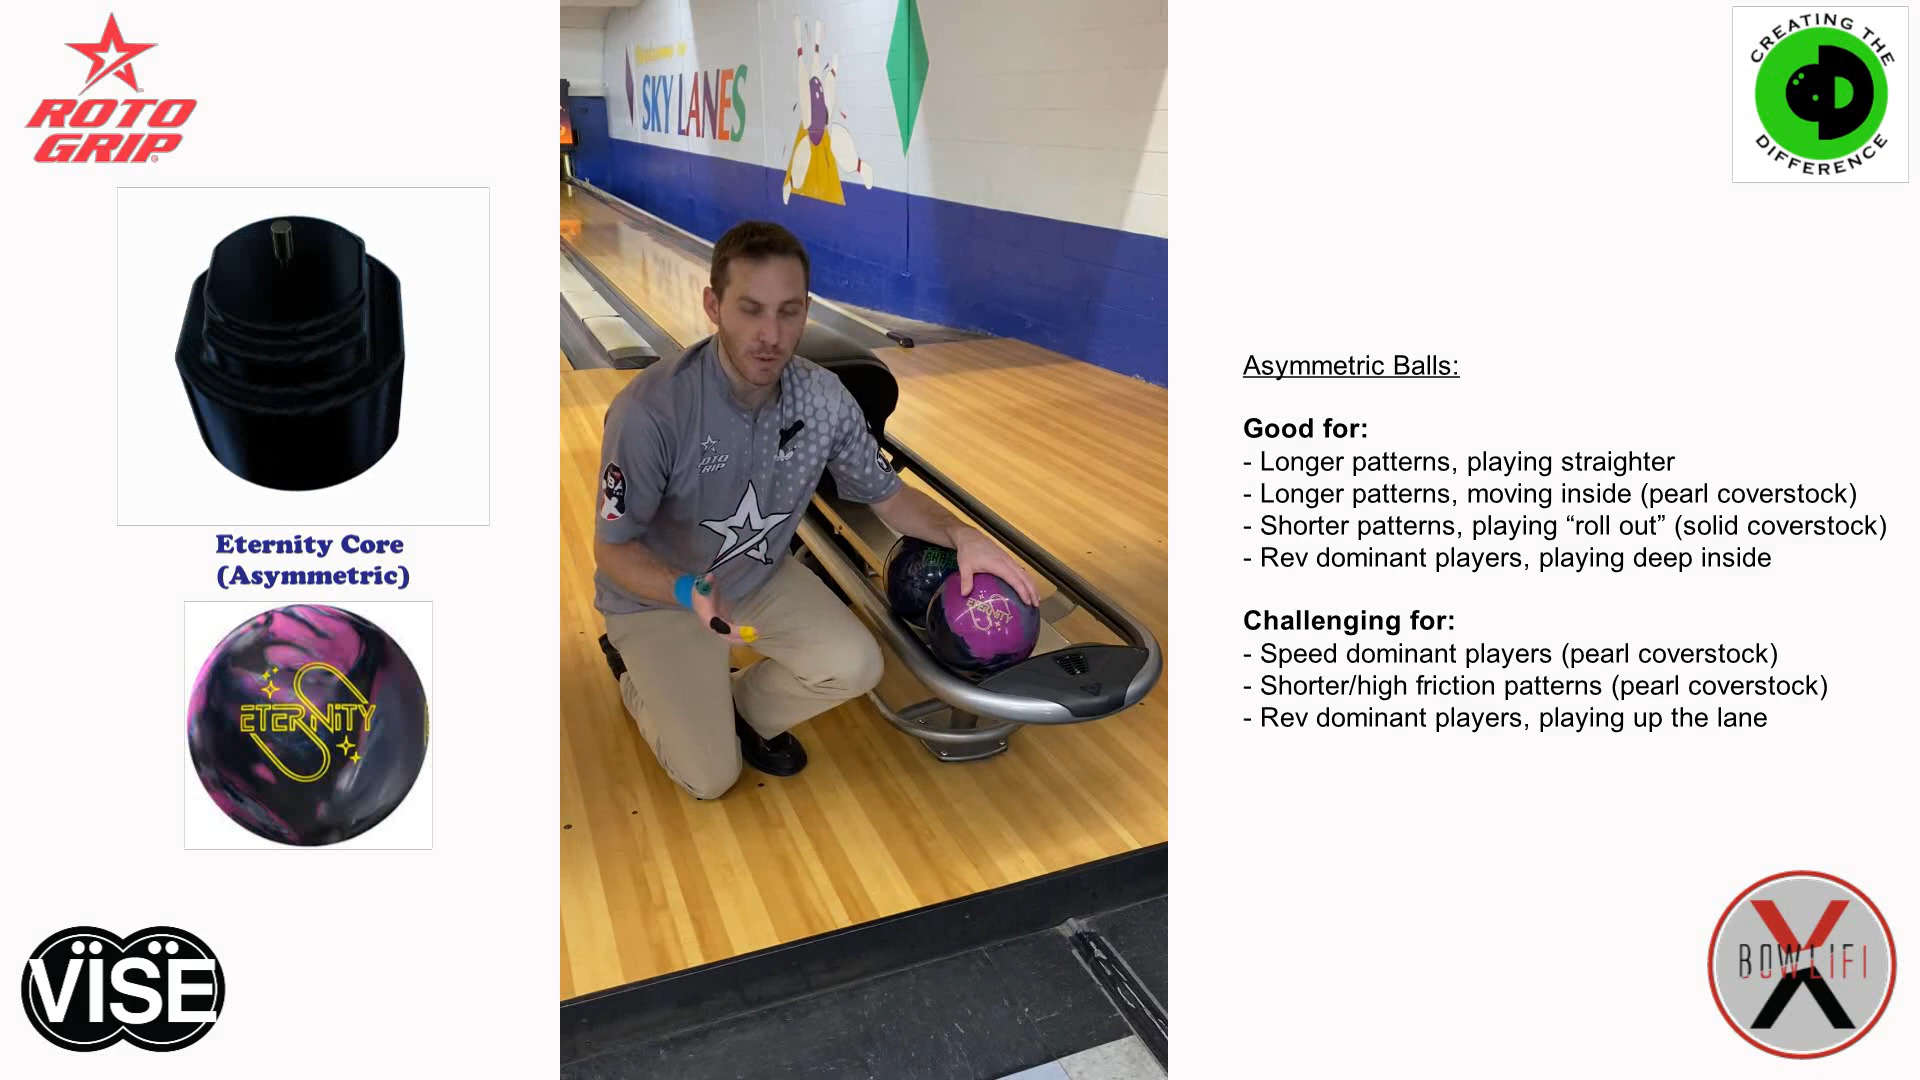 ROTO
GRIP
Eternity Core
(Asymmetric)
ETERNITY
VISE
SKY LANES
ROTO
GRIP
ETERNITY
CREATING THE
DIFFERENCE
Asymmetric Balls:
Good for:
- Longer patterns, playing straighter
- Longer patterns, moving inside (pearl coverstock)
- Shorter patterns, playing “roll out” (solid coverstock)
- Rev dominant players, playing deep inside
Challenging for:
- Speed dominant players (pearl coverstock)
- Shorter/high friction patterns (pearl coverstock)
- Rev dominant players, playing up the lane
BOWLIFI